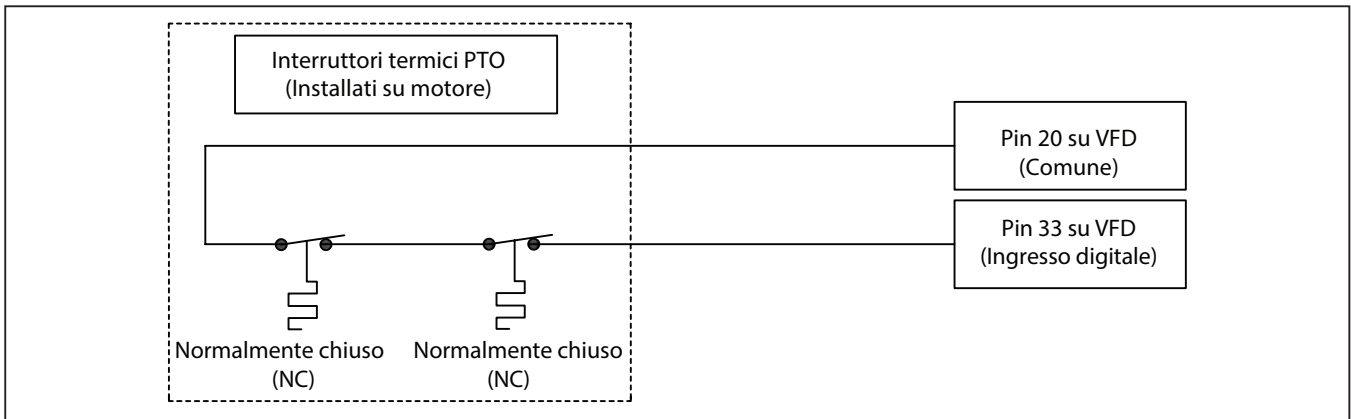 Interruttori termici PTO
(Installati su motore)
Pin 20 su VFD
(Comune)
Pin 33 su VFD
(Ingresso digitale)
Normalmente chiuso
(NC)
Normalmente chiuso
(NC)